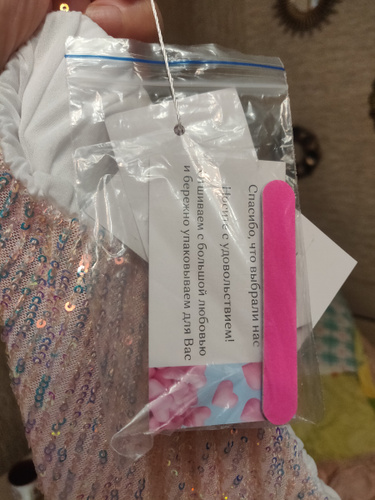 Спасибо, что выбрали нас
Носите с удовольствием!
шиваем с большой любовью
и бережно упаковываем для Вас